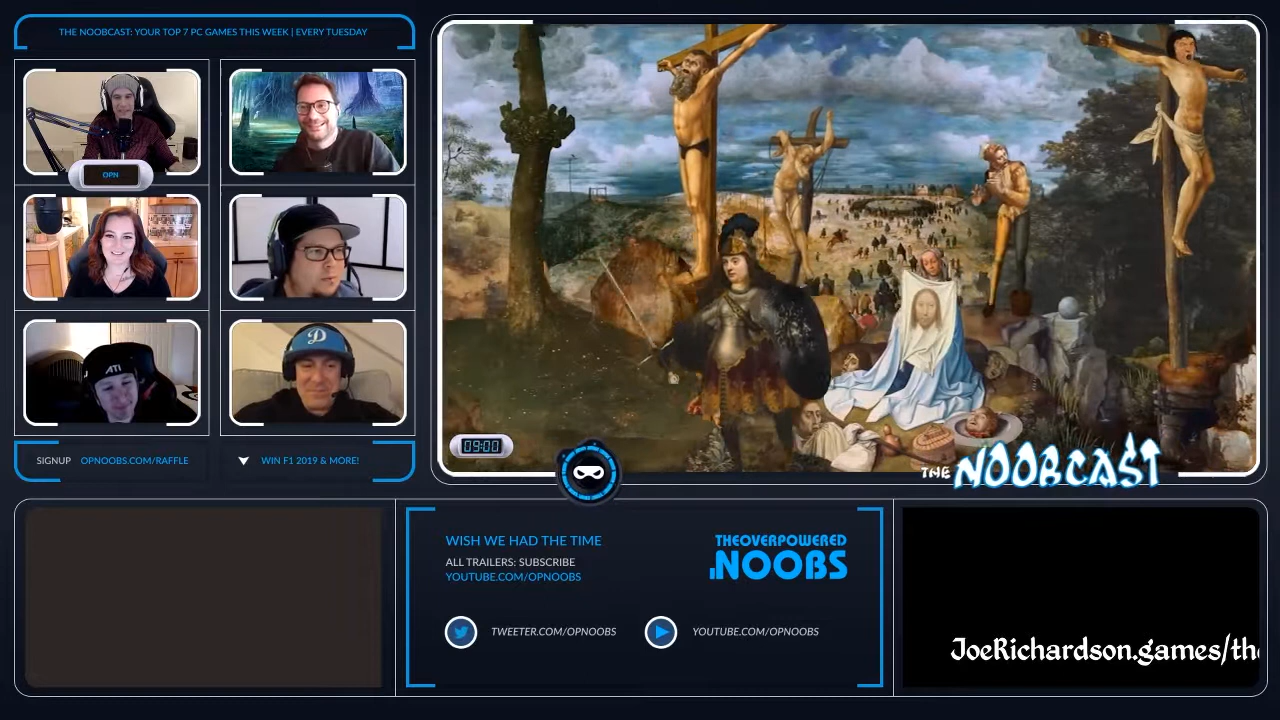 THE NOOBCAST: YOUR TOP 7 PC GAMES THIS WEEK | EVERY TUESDAY
OPN
ATI
D
SIGNUP OPNOOBS.COM/RAFFLE
WIN F1 2019 & MORE!
09:00
THE NOOBCAST
WISH WE HAD THE TIME
ALL TRAILERS: SUBSCRIBE
YOUTUBE.COM/OPNOOBS
THEOVERPOWERED
NOOBS
TWEETER.COM/OPNOOBS
YOUTUBE.COM/OPNOOBS
JoeRichardson.games/the